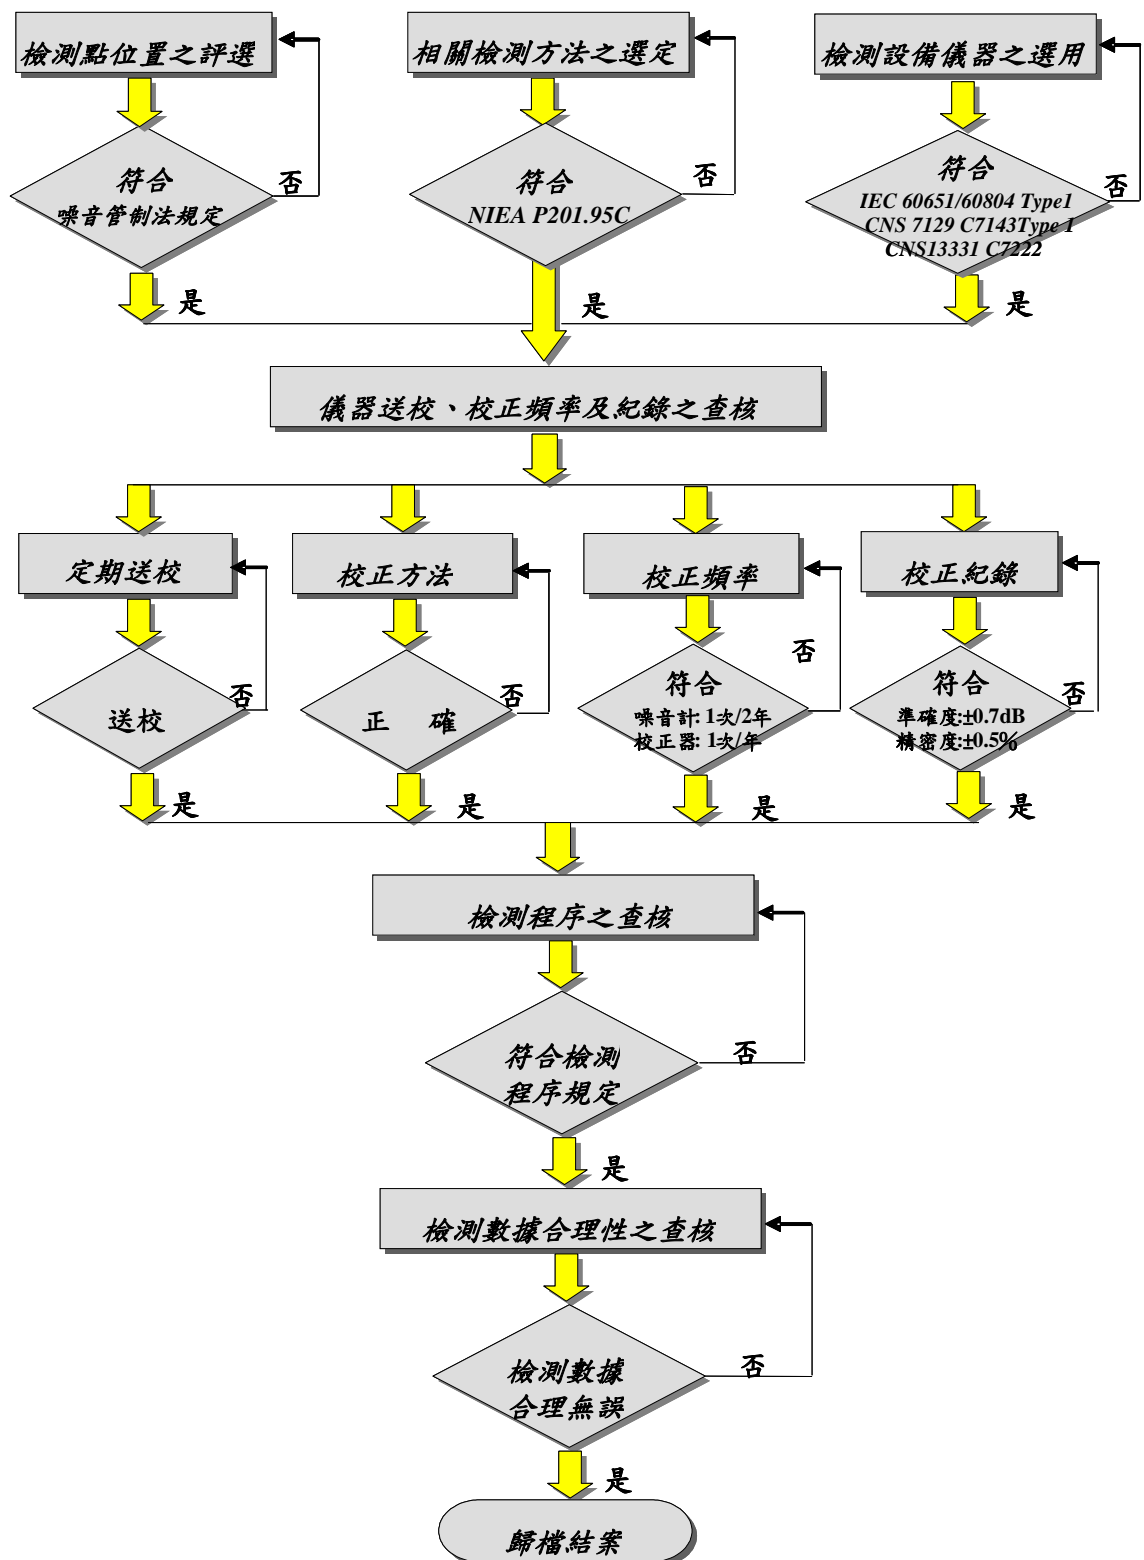 檢測點位置之評選
相關檢測方法之選定
檢測設備儀器之選用
符合
噪音管制法規定
否
符合
NIEA P201.95C
否
符合
IEC 60651/60804 Type1
CNS 7129 C7143Type 1
CNS13331 C7222
否
是
是
是
儀器送校、校正頻率及紀錄之查核
定期送校
校正方法
校正頻率
校正紀錄
送校
否
正 確
否
符合
噪音計: 1次/2年
校正器: 1次/年
否
符合
準確度:±0.7dB
精密度:±0.5%
否
是
是
是
是
檢測程序之查核
符合檢測
程序規定
否
是
檢測數據合理性之查核
檢測數據
合理無誤
否
是
歸檔結案